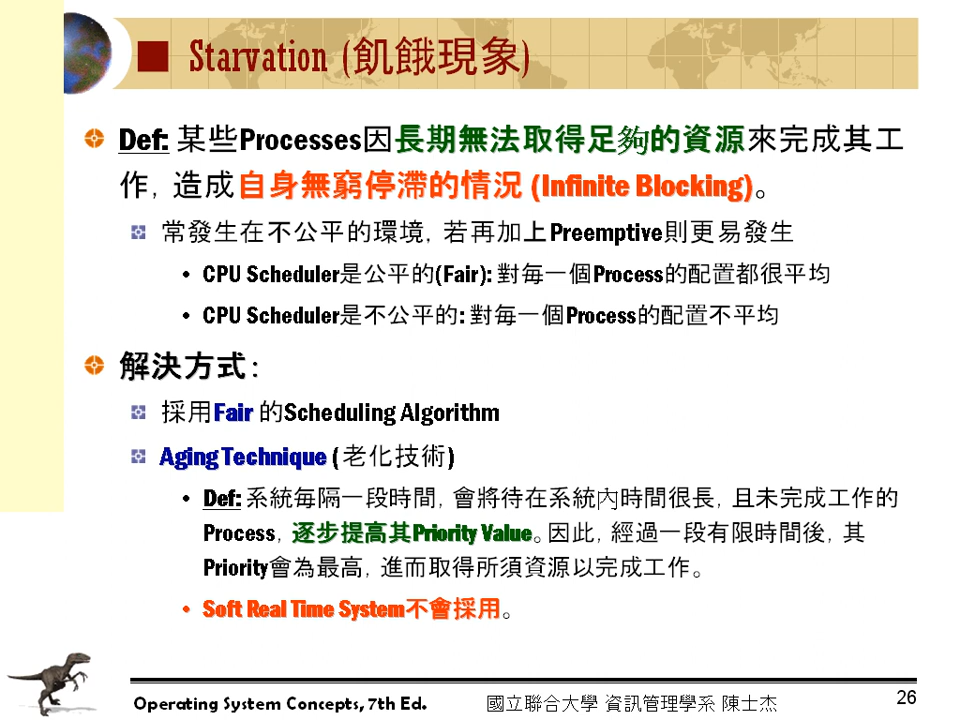 Starvation (飢餓現象)
Def: 某些Processes因長期無法取得足夠的資源來完成其工
作, 造成自身無窮停滯的情況 (Infinite Blocking)。
常發生在不公平的環境, 若再加上Preemptive則更易發生
• CPU Scheduler是公平的(Fair): 對每一個Process的配置都很平均
• CPU Scheduler是不公平的: 對每一個Process的配置不平均
解決方式:
採用Fair 的Scheduling Algorithm
Aging Technique (老化技術)
• Def: 系統每隔一段時間, 會將待在系統內時間很長, 且未完成工作的
Process, 逐步提高其Priority Value。因此, 經過一段有限時間後, 其
Priority會為最高, 進而取得所須資源以完成工作。
• Soft Real Time System不會採用。
Operating System Concepts, 7th Ed. 國立聯合大學 資訊管理學系 陳士杰 26